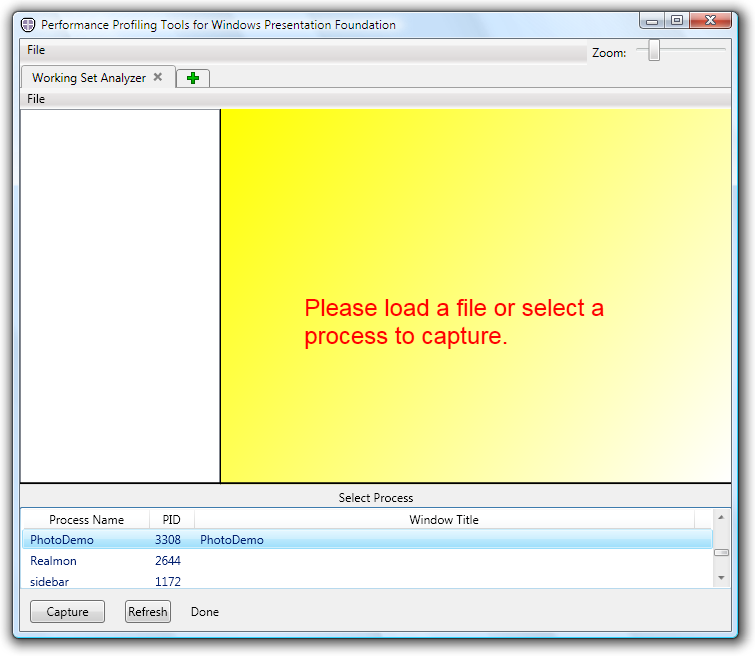 Performance Profiling Tools for Windows Presentation Foundation
File Zoom:
Working Set Analyzer
File
Please load a file or select a
process to capture.
Select Process
Process Name PID Window Title
PhotoDemo 3308 PhotoDemo
Realmon 2644
sidebar 1172
Capture Refresh Done